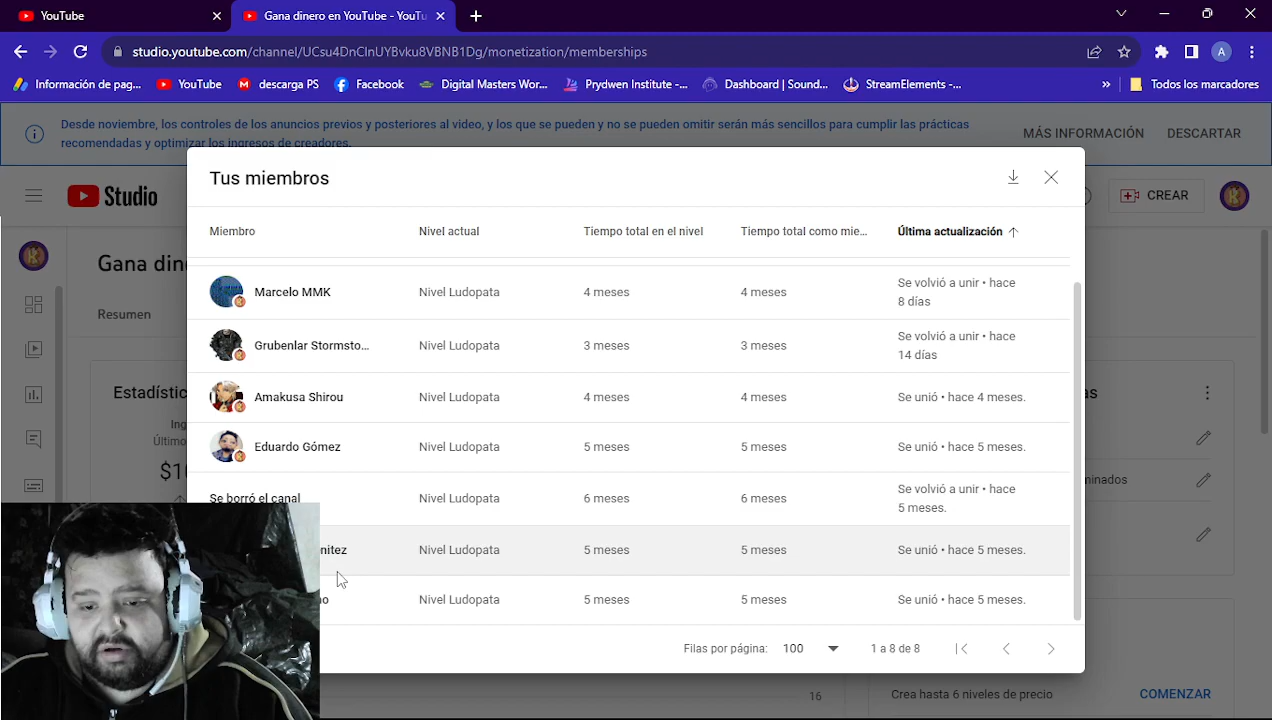 YouTube
Gana dinero en YouTube - YouTu
studio.youtube.com/channel/UCsu4DnClnUYBvku8VBNB1Dg/monetization/memberships
A
Información de pag... YouTube descarga PS Facebook Digital Masters Wor... Prydwen Institute -... Dashboard | Sound... StreamElements -... » Todos los marcadores
Desde noviembre, los controles de los anuncios previos y posteriores al video, y los que se pueden y no se pueden omitir serán más sencillos para cumplir las prácticas
recomendadas y optimizar los ingresos de creadores.
MÁS INFORMACIÓN DESCARTAR
Studio
CREAR
Gana din
Resumen
Estadístic
Ing
Último
Tus miembros
Miembro Nivel actual Tiempo total en el nivel Tiempo total como mie... Última actualización
Marcelo MMK Nivel Ludopata 4 meses 4 meses Se volvió a unir • hace
8 días
Grubenlar Stormsto... Nivel Ludopata 3 meses 3 meses Se volvió a unir • hace
14 días
Amakusa Shirou Nivel Ludopata 4 meses 4 meses Se unió • hace 4 meses.
Eduardo Gómez Nivel Ludopata 5 meses 5 meses Se unió • hace 5 meses.
Se borró el canal Nivel Ludopata 6 meses 6 meses Se volvió a unir • hace
5 meses.
nitez Nivel Ludopata 5 meses 5 meses Se unió • hace 5 meses.
Nivel Ludopata 5 meses 5 meses Se unió • hace 5 meses.
Filas por página: 100 1 a 8 de 8
as
minados
16
Crea hasta 6 niveles de precio COMENZAR